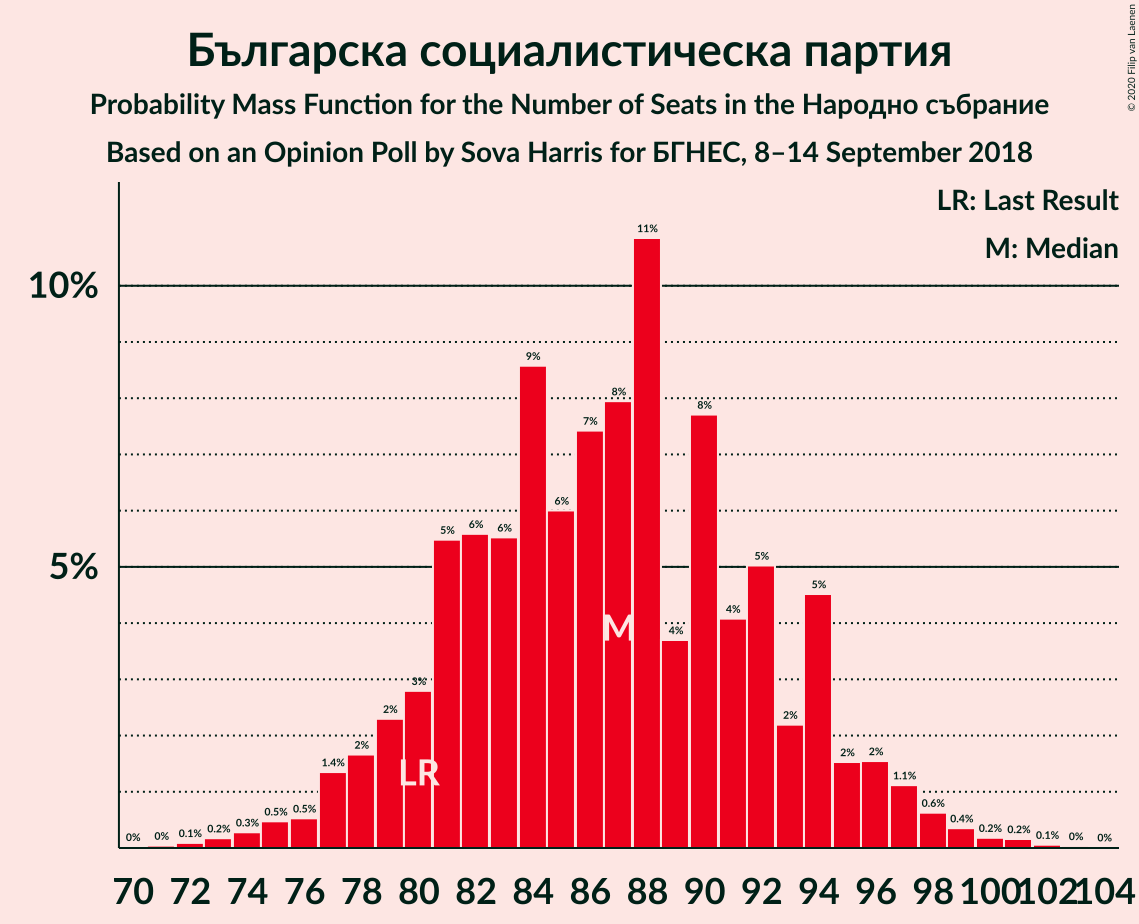 Българска социалистическа партия
Probability Mass Function for the Number of Seats in the Народно събрание
Based on an Opinion Poll by Sova Harris for БГНЕС, 8–14 September 2018
© 2020 Filip van Laenen
LR: Last Result
M: Median
10%
5%
0% 0% 0.1% 0.2% 0.3% 0.5% 0.5% 1.4% 2% 2% 3% 5% 6% 6% 9% 6% 7% 8% 11% 4% 8% 4% 5% 2% 5% 2% 2% 1.1% 0.6% 0.4% 0.2% 0.2% 0.1% 0% 0%
M
LR
70 72 74 76 78 80 82 84 86 88 90 92 94 96 98 100 102 104